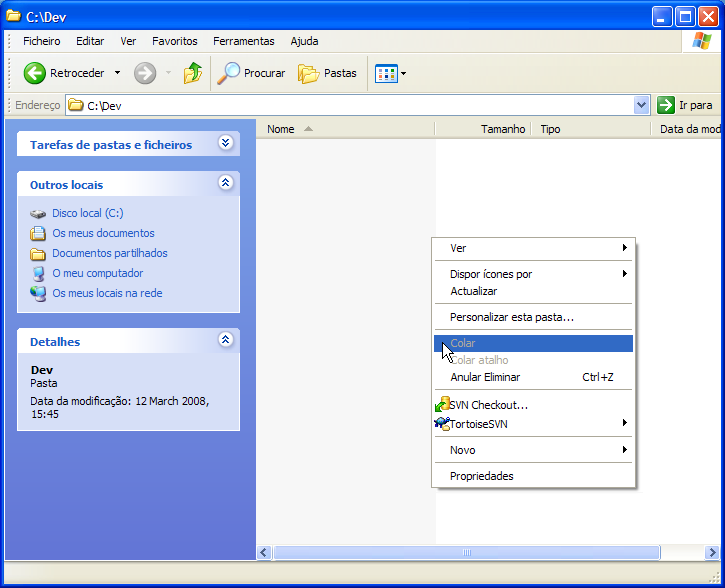 C:\Dev
Ficheiro Editar Ver Favoritos Ferramentas Ajuda
Retroceder Procurar Pastas
Endereço C:\Dev Ir para
Tarefas de pastas e ficheiros
Outros locais
Disco local (C:)
Os meus documentos
Documentos partilhados
O meu computador
Os meus locais na rede
Detalhes
Dev
Pasta
Data da modificação: 12 March 2008,
15:45
Nome Tamanho Tipo Data da mod
Ver
Dispor ícones por
Actualizar
Personalizar esta pasta...
Colar
Colar atalho
Anular Eliminar Ctrl+Z
SVN Checkout...
TortoiseSVN
Novo
Propriedades